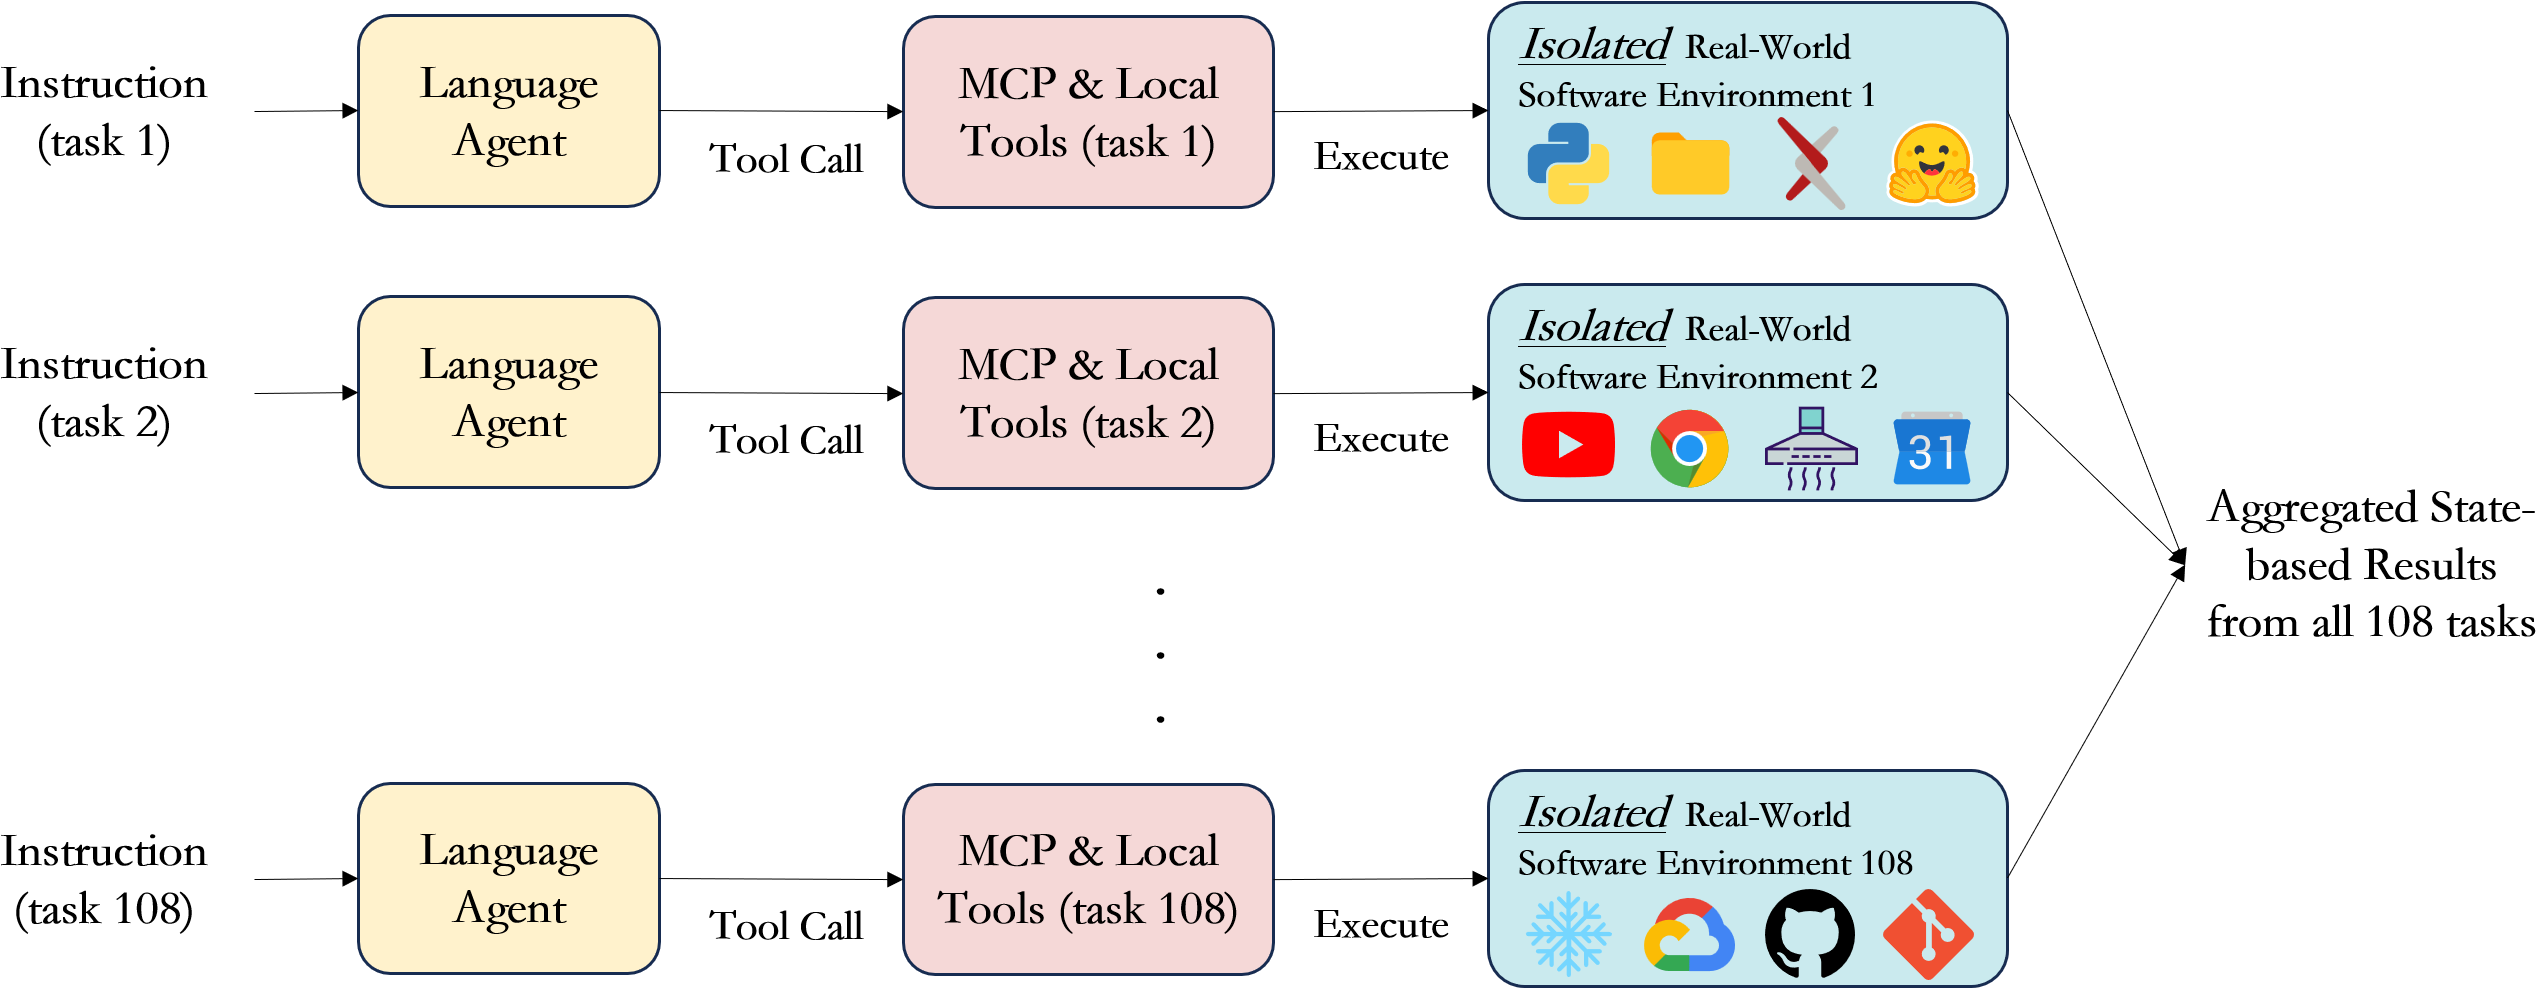 Instruction
(task 1)
Language
Agent
Tool Call
MCP & Local
Tools (task 1)
Execute
Isolated Real-World
Software Environment 1
Instruction
(task 2)
Language
Agent
Tool Call
MCP & Local
Tools (task 2)
Execute
Isolated Real-World
Software Environment 2
31
.
.
.
Aggregated State-
based Results
from all 108 tasks
Instruction
(task 108)
Language
Agent
Tool Call
MCP & Local
Tools (task 108)
Execute
Isolated Real-World
Software Environment 108